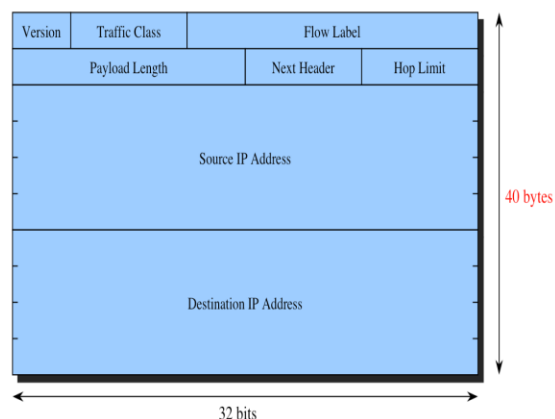 Version Traffic Class Flow Label
Payload Length Next Header Hop Limit
Source IP Address
40 bytes
Destination IP Address
32 bits